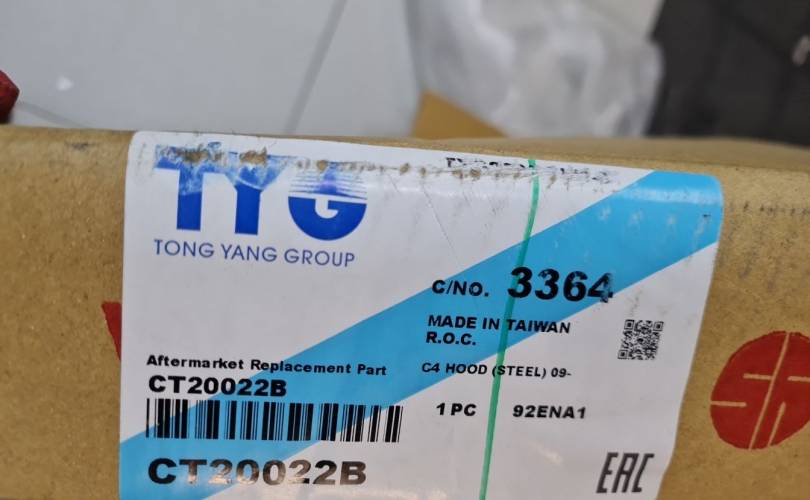 TYG
TONG YANG GROUP
C/NO. 3364
MADE IN TAIWAN
R.O.C.
Aftermarket Replacement Part
C4 HOOD (STEEL) 09-
CT20022B
1 PC 92ENA1
CT20022B
EAC